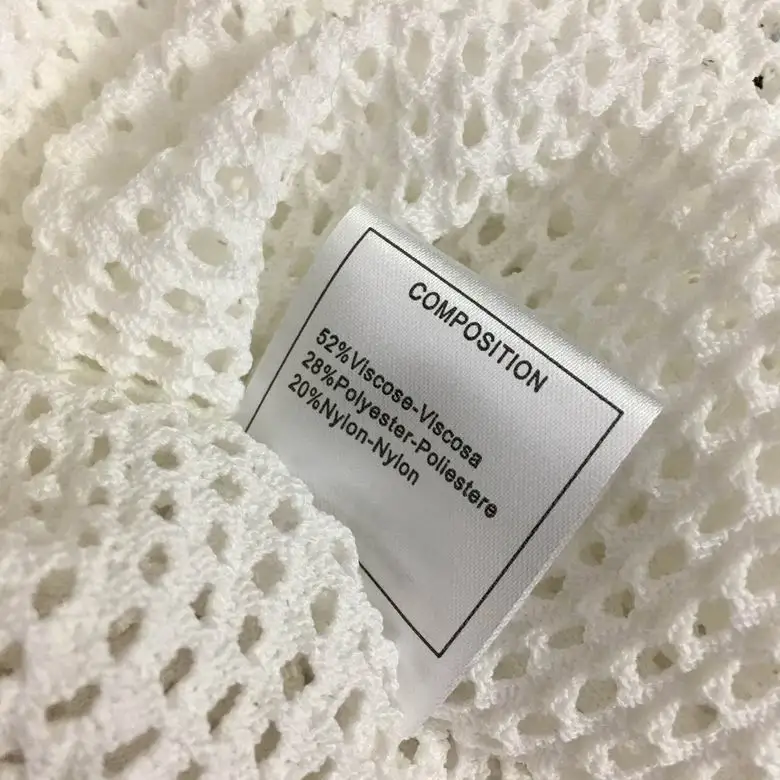 COMPOSITION
52%Viscose-Viscosa
28%Polyester-Poliestere
20%Nylon-Nylon